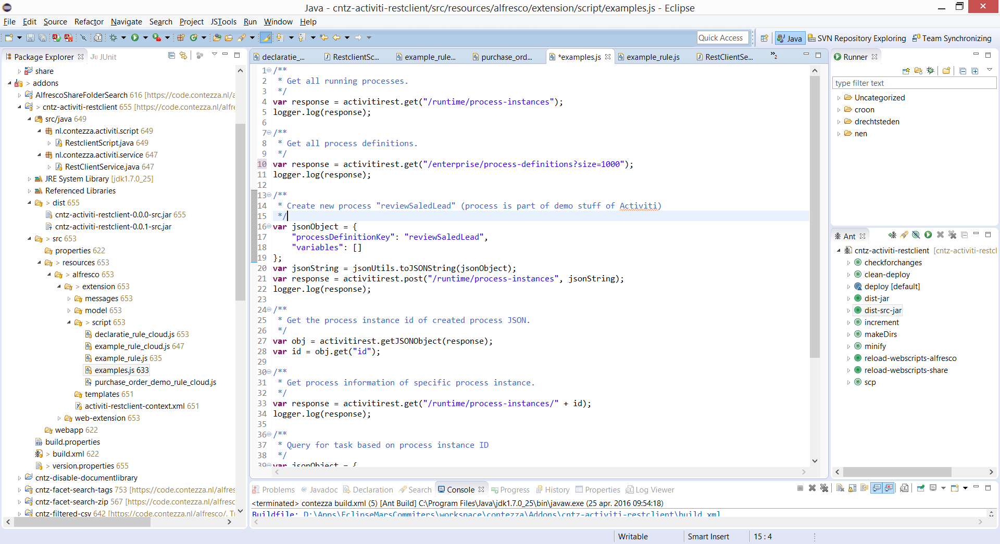 Java - cntz-activiti-restclient/src/resources/alfresco/extension/script/examples.js - Eclipse
File Edit Source Refactor Navigate Search Project JSTools Run Window Help
Quick Access Java SVN Repository Exploring Team Synchronizing
Package Explorer JUnit
share
> addons
AlfrescoShareFolderSearch 616 [https://code.contezza.nl/a
> cntz-activiti-restclient 655 [https://code.contezza.nl/alfre
src/java 649
nl.contezza.activiti.script 649
RestclientScript.java 649
nl.contezza.activiti.service 647
RestClientService.java 647
JRE System Library [jdk1.7.0_25]
Referenced Libraries
> dist 655
cntz-activiti-restclient-0.0.0-src.jar 655
cntz-activiti-restclient-0.0.1-src.jar
> src 653
properties 622
> resources 653
> alfresco 653
> extension 653
messages 653
model 653
> script 653
declaratie_rule_cloud.js 653
example_rule_cloud.js 647
example_rule.js 635
examples.js 633
purchase_order_demo_rule_cloud.js
templates 651
activiti-restclient-context.xml 651
web-extension 653
webapp 622
build.properties
> build.xml 622
> version.properties 655
cntz-disable-documentlibrary
cntz-facet-search-tags 753 [https://code.contezza.nl/alfres
cntz-facet-search-zip 567 [https://code.contezza.nl/alfresc
cntz-filtered-csv 642 [https://code.contezza.nl/alfresco/, Tr
declaratie_... RestclientSc... example_rule... purchase_ord... *examples.js example_rule.js RestClientSe... »2
1 /**
2 * Get all running processes.
3 */
4 var response = activitirest.get("/runtime/process-instances");
5 logger.log(response);
6
7 /**
8 * Get all process definitions.
9 */
10 var response = activitirest.get("/enterprise/process-definitions?size=1000");
11 logger.log(response);
12
13 /**
14 * Create new process "reviewSaledLead" (process is part of demo stuff of Activiti)
15 */
16 var jsonObject = {
17 "processDefinitionKey": "reviewSaledLead",
18 "variables": []
19 };
20 var jsonString = jsonUtils.toJSONString(jsonObject);
21 var response = activitirest.post("/runtime/process-instances", jsonString);
22 logger.log(response);
23
24 /**
25 * Get the process instance id of created process JSON.
26 */
27 var obj = activitirest.getJSONObject(response);
28 var id = obj.get("id");
29
30 /**
31 * Get process information of specific process instance.
32 */
33 var response = activitirest.get("/runtime/process-instances/" + id);
34 logger.log(response);
35
36 /**
37 * Query for task based on process instance ID
38 */
39 var jsonObject = {
Runner
type filter text
Uncategorized
croon
drechtsteden
nen
Ant
cntz-activiti-restclient [cntz-activiti-restcl
checkforchanges
clean-deploy
deploy [default]
dist-jar
dist-src-jar
increment
makeDirs
minify
reload-webscripts-alfresco
reload-webscripts-share
scp
Problems Javadoc Declaration Search Console Progress History Properties Log Viewer
<terminated> contezza build.xml (5) [Ant Build] C:\Program Files\Java\jdk1.7.0_25\bin\javaw.exe (25 apr. 2016 09:54:18)
Buildfile: D:\Apps\EclipseMarsCommiters\workspace\contezza\Addons\cntz-activiti-restclient\build.xml
Writable Smart Insert 15 : 4